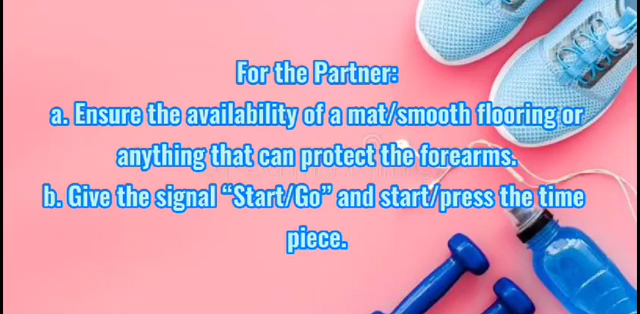 For the Partner:
a. Ensure the availability of a mat/smooth flooring or
anything that can protect the forearms.
b. Give the signal “Start/Go” and start/press the time
piece.